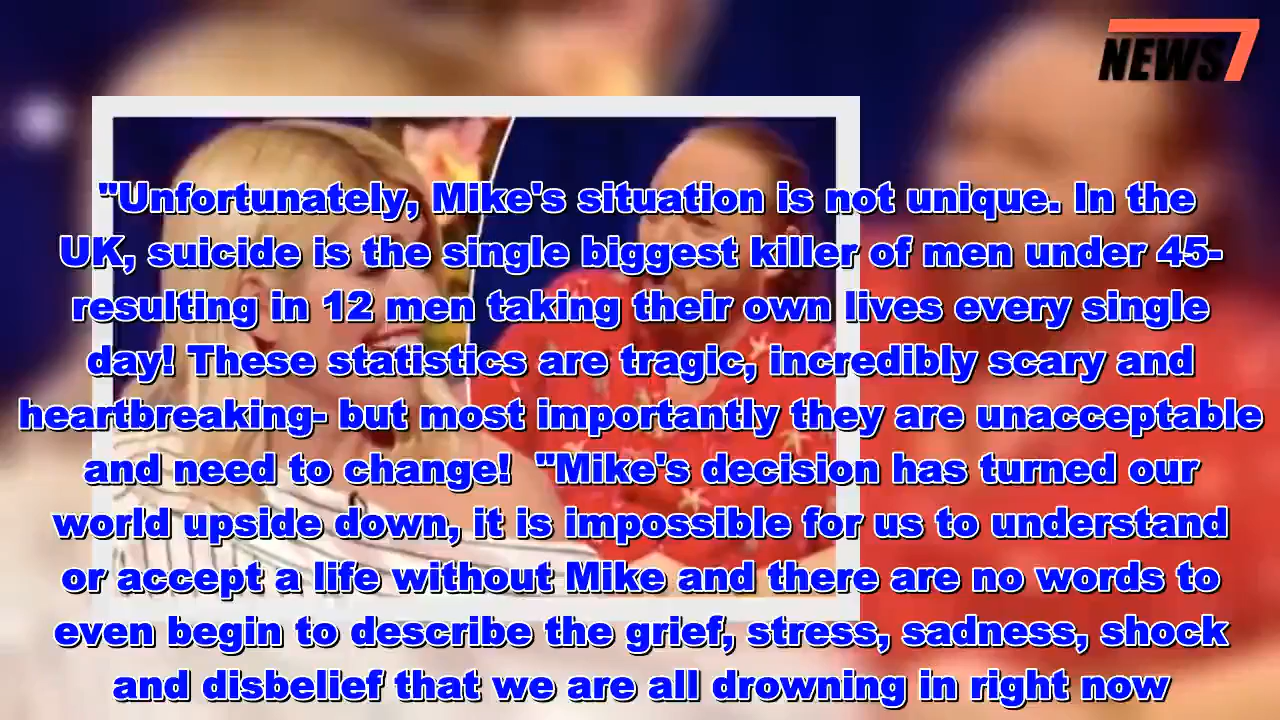 NEWS7
"Unfortunately, Mike's situation is not unique. In the
UK, suicide is the single biggest killer of men under 45-
resulting in 12 men taking their own lives every single
day! These statistics are tragic, incredibly scary and
heartbreaking- but most importantly they are unacceptable
and need to change!  "Mike's decision has turned our
world upside down, it is impossible for us to understand
or accept a life without Mike and there are no words to
even begin to describe the grief, stress, sadness, shock
and disbelief that we are all drowning in right now